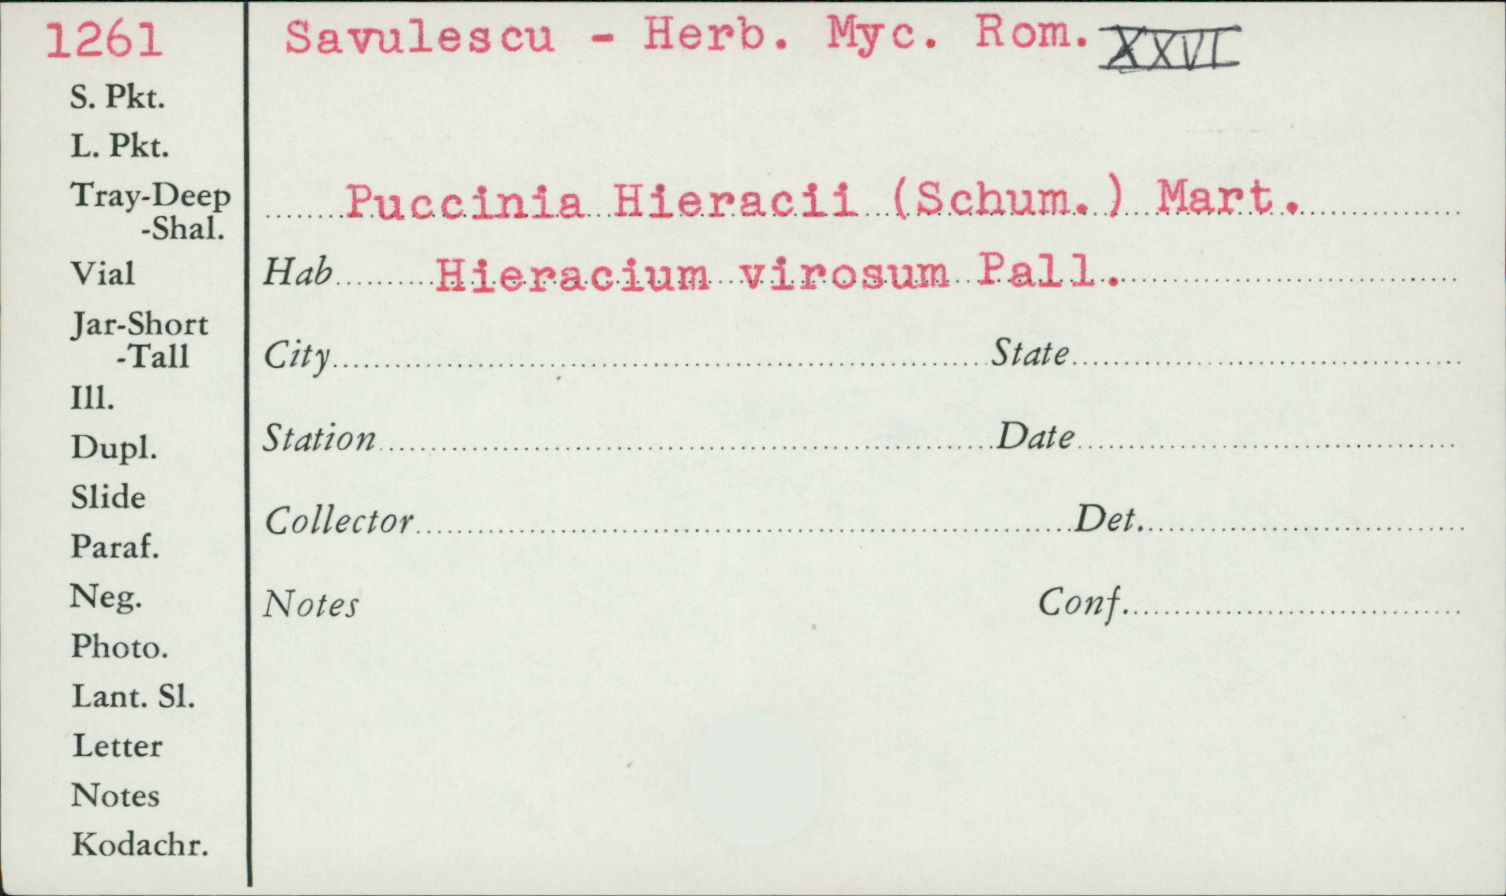 1261
Savulescu - Herb. Myc. Rom. XXVI
S. Pkt.
L. Pkt.
Tray-Deep
-Shal.
Puccinia Hieracii (Schum.) Mart.
Vial
Hab Hieracium virosum Pall.
Jar-Short
-Tall
City State
Ill.
Dupl.
Station Date
Slide
Collector Det.
Paraf.
Neg.
Notes Conf.
Photo.
Lant. Sl.
Letter
Notes
Kodachr.